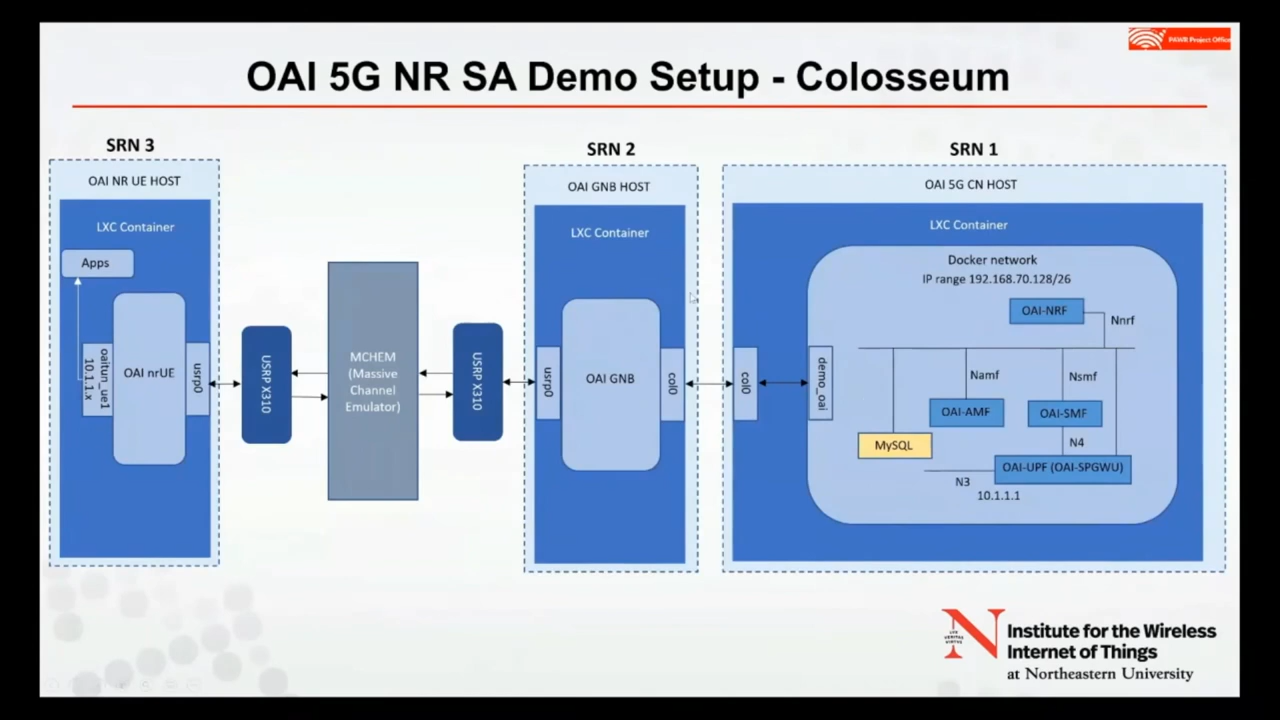 PAWR Project Office
OAI 5G NR SA Demo Setup - Colosseum
SRN 3
OAI NR UE HOST
LXC Container
Apps
oaitun_ue1
10.1.1.x
OAI nrUE
usrp0
USRP X310
MCHEM
(Massive
Channel
Emulator)
USRP X310
SRN 2
OAI GNB HOST
LXC Container
usrp0
OAI GNB
col0
SRN 1
OAI 5G CN HOST
LXC Container
col0
demo_oai
Docker network
IP range 192.168.70.128/26
OAI-NRF
Nnrf
Namf
Nsmf
OAI-AMF
OAI-SMF
MySQL
N4
OAI-UPF (OAI-SPGWU)
N3
10.1.1.1
N
Institute for the Wireless
Internet of Things
at Northeastern University